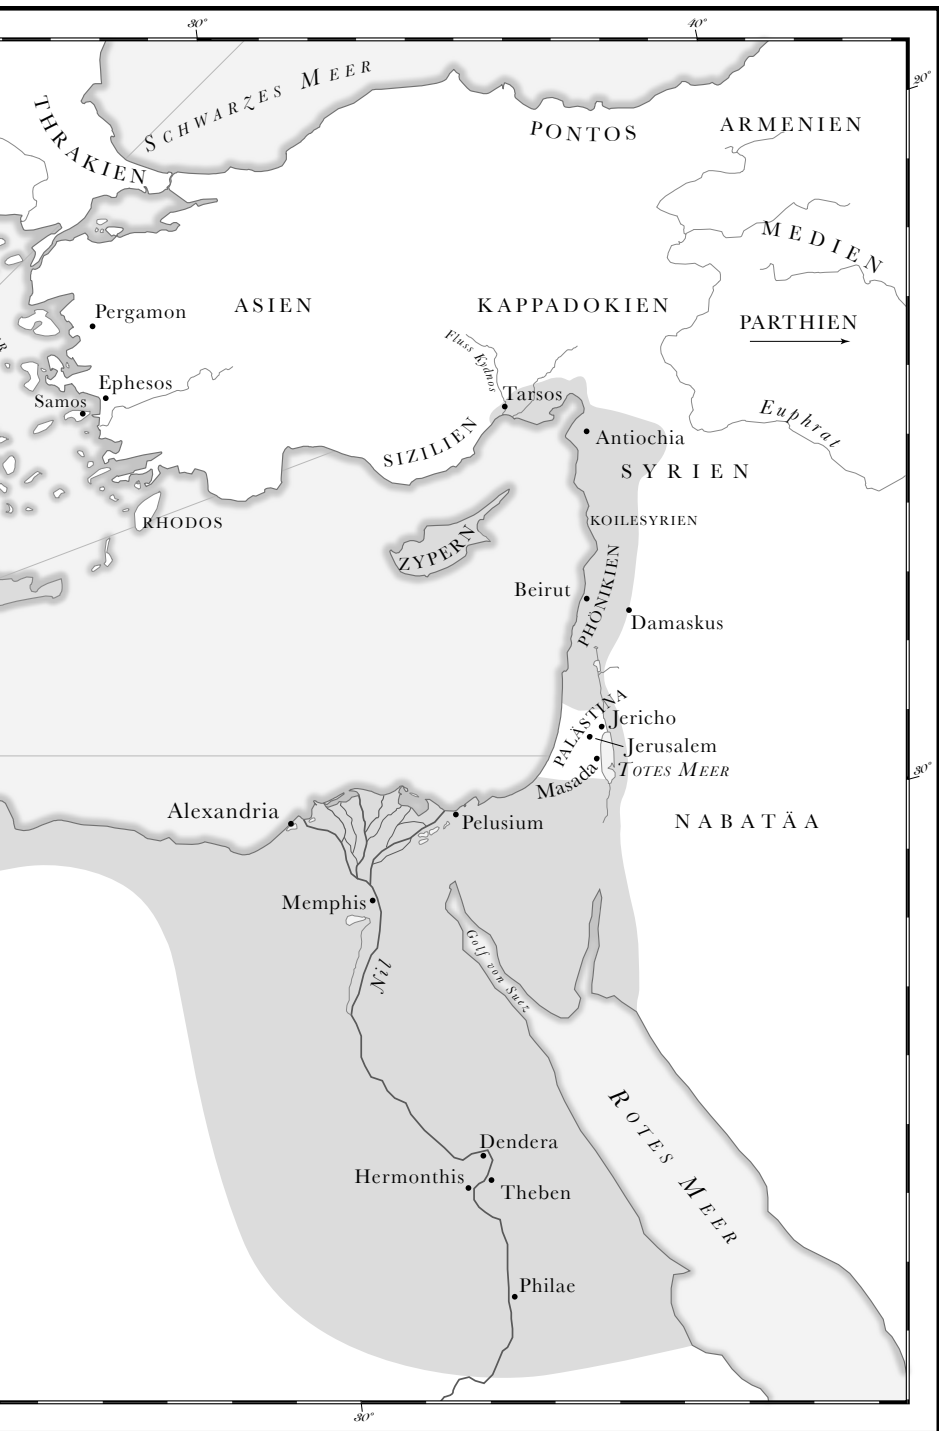 30°
40°
20°
SCHWARZES MEER
THRAKIEN
PONTOS
ARMENIEN
MEDIEN
Pergamon
ASIEN
KAPPADOKIEN
PARTHIEN
Fluss Kydnos
Ephesos
Samos
Tarsos
Euphrat
SIZILIEN
Antiochia
SYRIEN
RHODOS
KOILESYRIEN
ZYPERN
PHÖNIKIEN
Beirut
Damaskus
PALÄSTINA
Jericho
Jerusalem
TOTES MEER
30°
Masada
Alexandria
Pelusium
NABATÄA
Memphis
Nil
Golf von Suez
ROTES MEER
Dendera
Hermonthis
Theben
Philae
30°